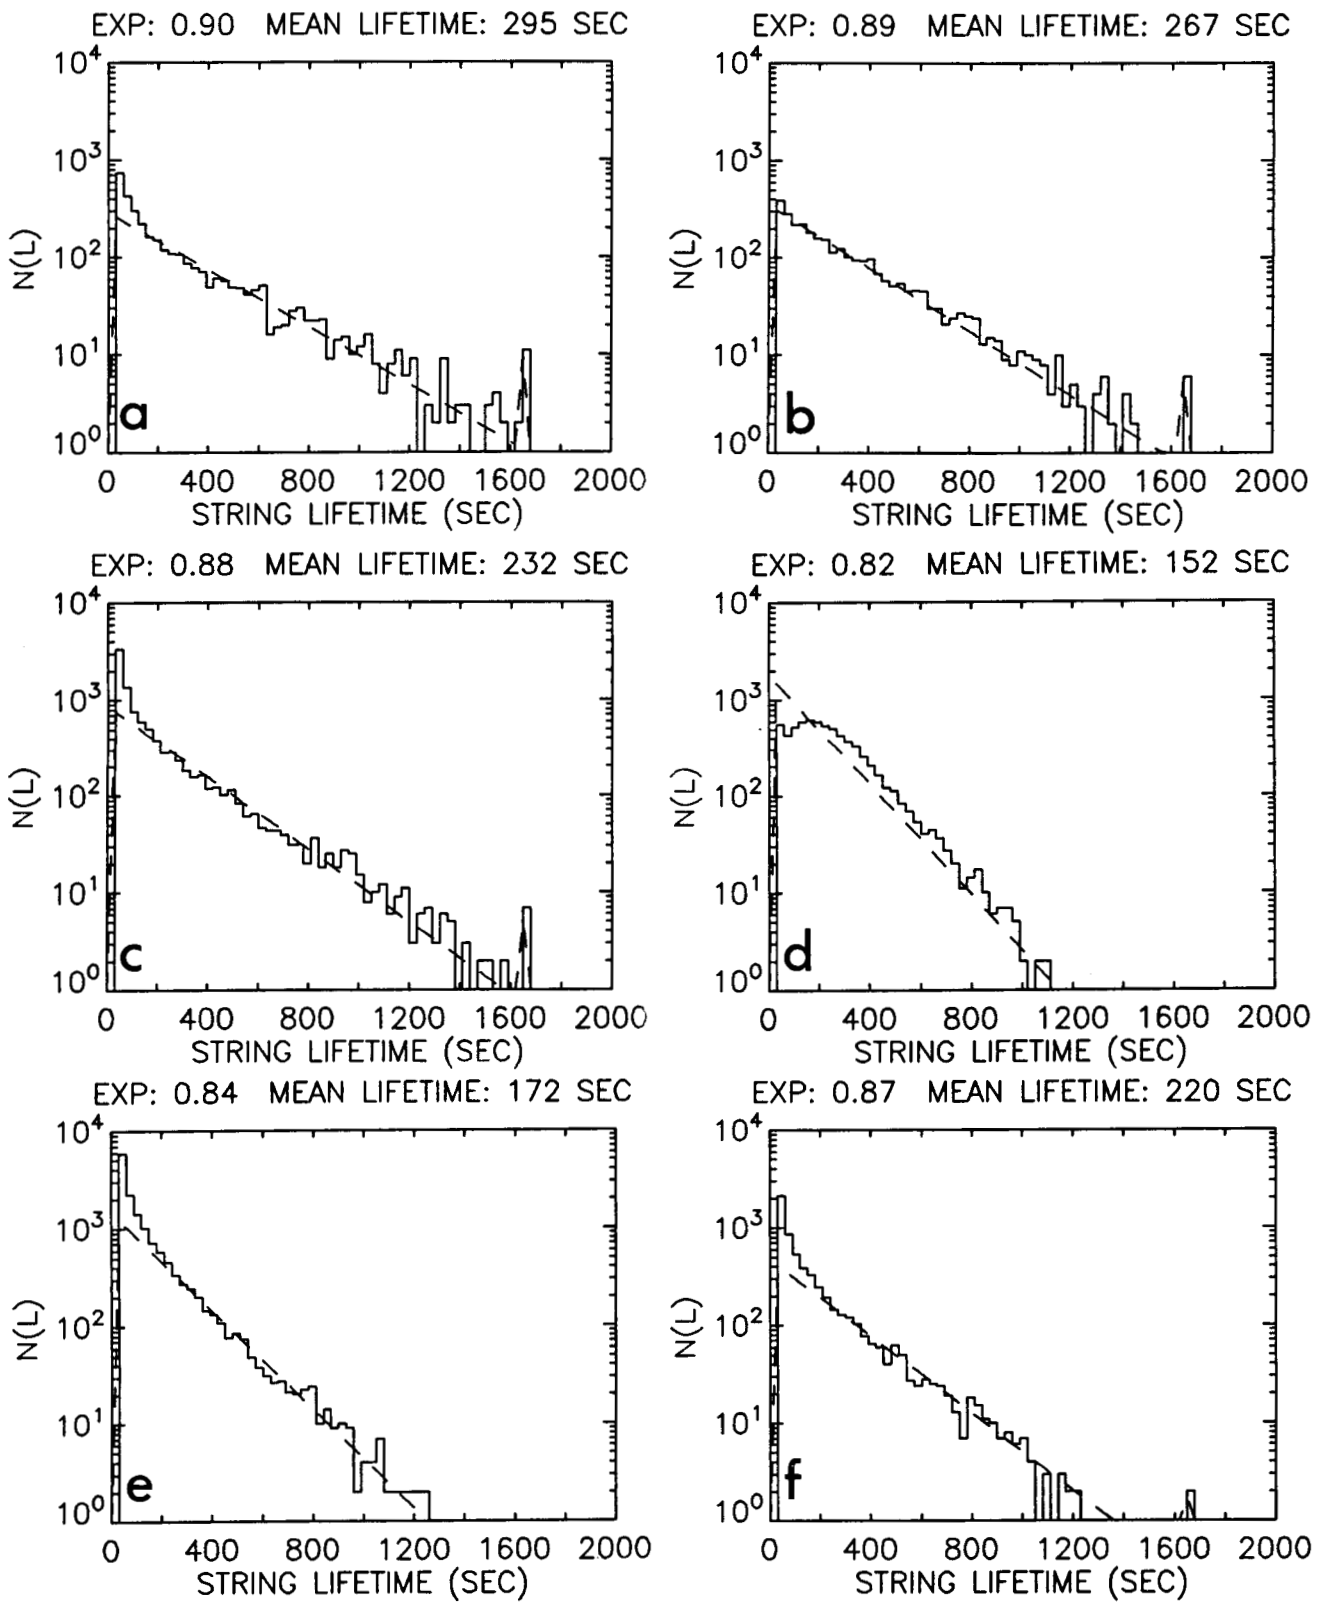 EXP: 0.90 MEAN LIFETIME: 295 SEC
10^4
10^3
10^2
10^1
10^0
N(L)
a
0 400 800 1200 1600 2000
STRING LIFETIME (SEC)
EXP: 0.89 MEAN LIFETIME: 267 SEC
10^4
10^3
10^2
10^1
10^0
N(L)
b
0 400 800 1200 1600 2000
STRING LIFETIME (SEC)
EXP: 0.88 MEAN LIFETIME: 232 SEC
10^4
10^3
10^2
10^1
10^0
N(L)
c
0 400 800 1200 1600 2000
STRING LIFETIME (SEC)
EXP: 0.82 MEAN LIFETIME: 152 SEC
10^4
10^3
10^2
10^1
10^0
N(L)
d
0 400 800 1200 1600 2000
STRING LIFETIME (SEC)
EXP: 0.84 MEAN LIFETIME: 172 SEC
10^4
10^3
10^2
10^1
10^0
N(L)
e
0 400 800 1200 1600 2000
STRING LIFETIME (SEC)
EXP: 0.87 MEAN LIFETIME: 220 SEC
10^4
10^3
10^2
10^1
10^0
N(L)
f
0 400 800 1200 1600 2000
STRING LIFETIME (SEC)